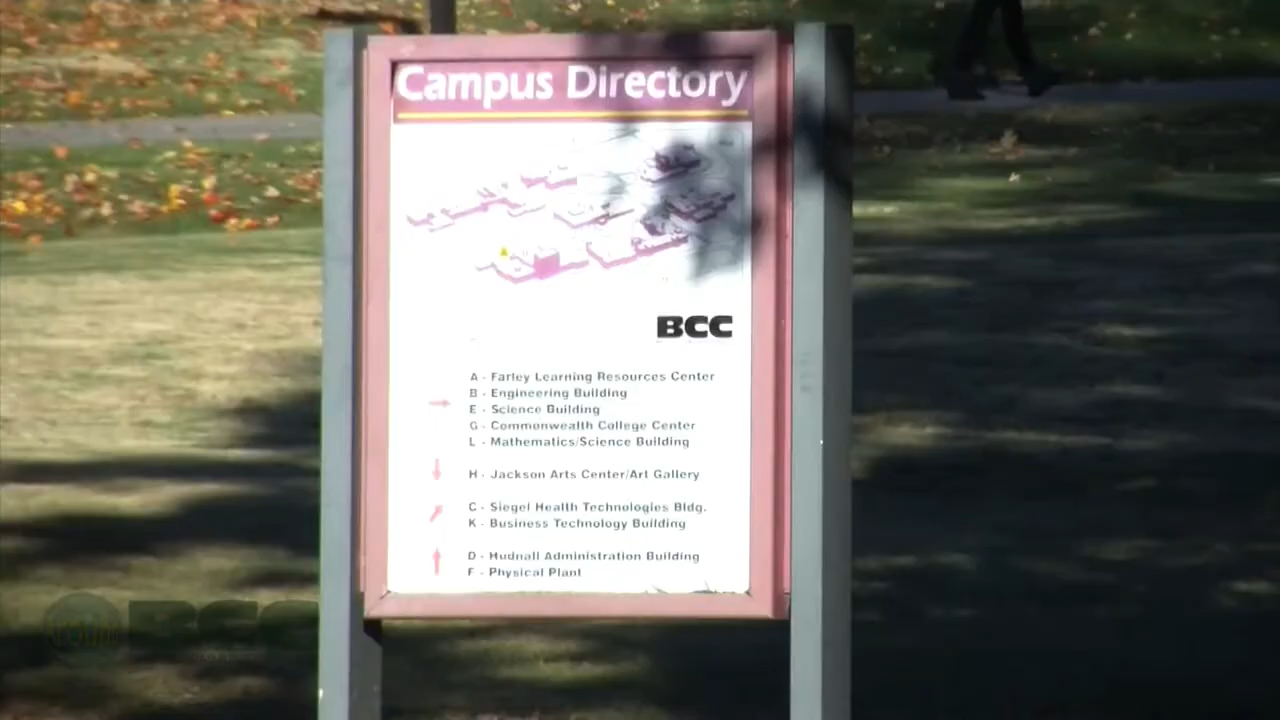 Campus Directory
BCC
A - Farley Learning Resources Center
B - Engineering Building
E - Science Building
G - Commonwealth College Center
L - Mathematics/Science Building
H - Jackson Arts Center/Art Gallery
C - Siegel Health Technologies Bldg.
K - Business Technology Building
D - Hudnall Administration Building
F - Physical Plant
BCC